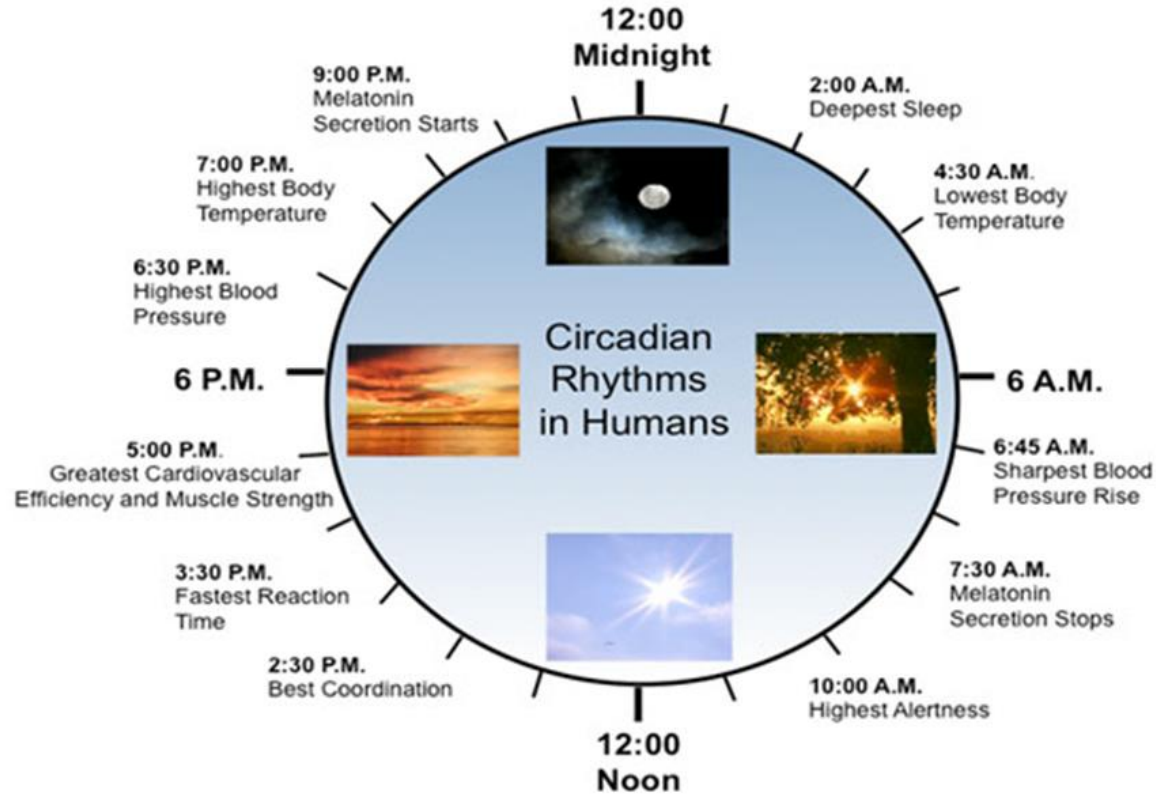 12:00
Midnight
2:00 A.M.
Deepest Sleep
4:30 A.M.
Lowest Body
Temperature
6 A.M.
6:45 A.M.
Sharpest Blood
Pressure Rise
7:30 A.M.
Melatonin
Secretion Stops
10:00 A.M.
Highest Alertness
12:00
Noon
2:30 P.M.
Best Coordination
3:30 P.M.
Fastest Reaction
Time
5:00 P.M.
Greatest Cardiovascular
Efficiency and Muscle Strength
6 P.M.
6:30 P.M.
Highest Blood
Pressure
7:00 P.M.
Highest Body
Temperature
9:00 P.M.
Melatonin
Secretion Starts
Circadian
Rhythms
in Humans